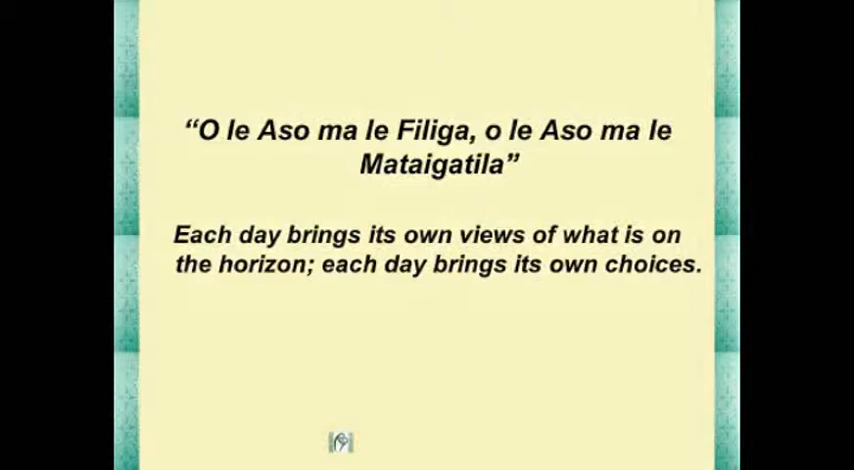 “O le Aso ma le Filiga, o le Aso ma le
Mataigatila”
Each day brings its own views of what is on
the horizon; each day brings its own choices.